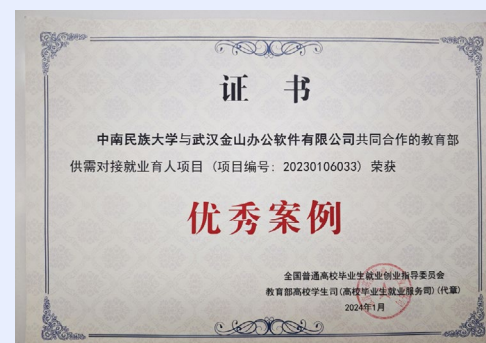 证 书
中南民族大学与武汉金山办公软件有限公司共同合作的教育部
供需对接就业育人项目（项目编号：20230106033）荣获
优秀案例
全国普通高校毕业生就业创业指导委员会
教育部高校学生司(高校毕业生就业服务司)(代章)
2024年1月